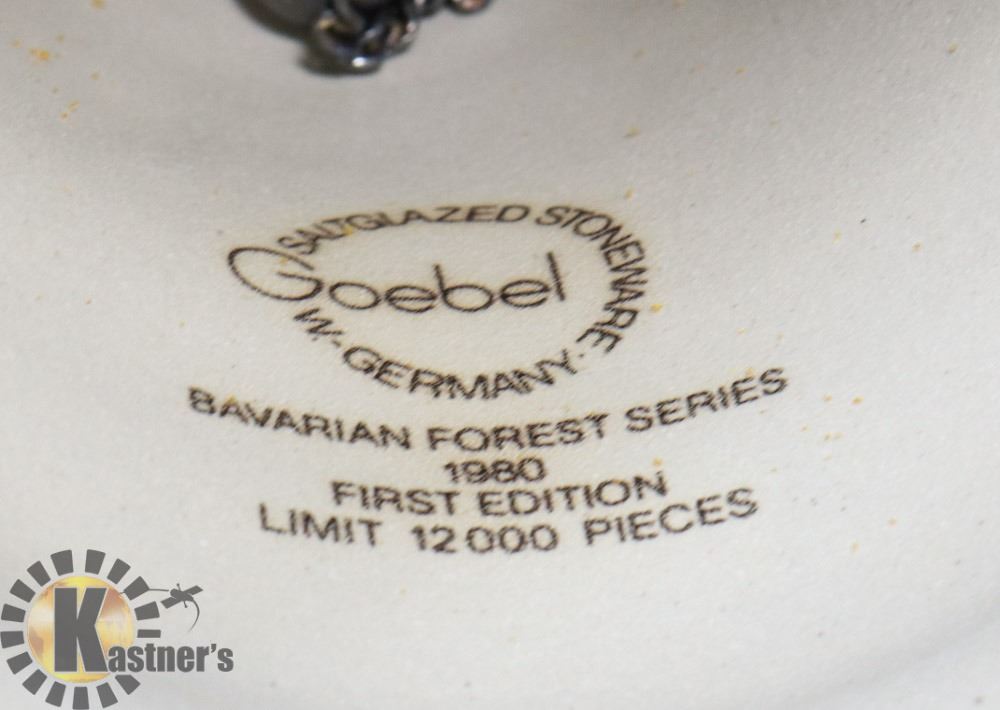 SALTGLAZED STONEWARE ·
Goebel
W.-GERMANY·
BAVARIAN FOREST SERIES
1980
FIRST EDITION
LIMIT 12000 PIECES
Kastner's